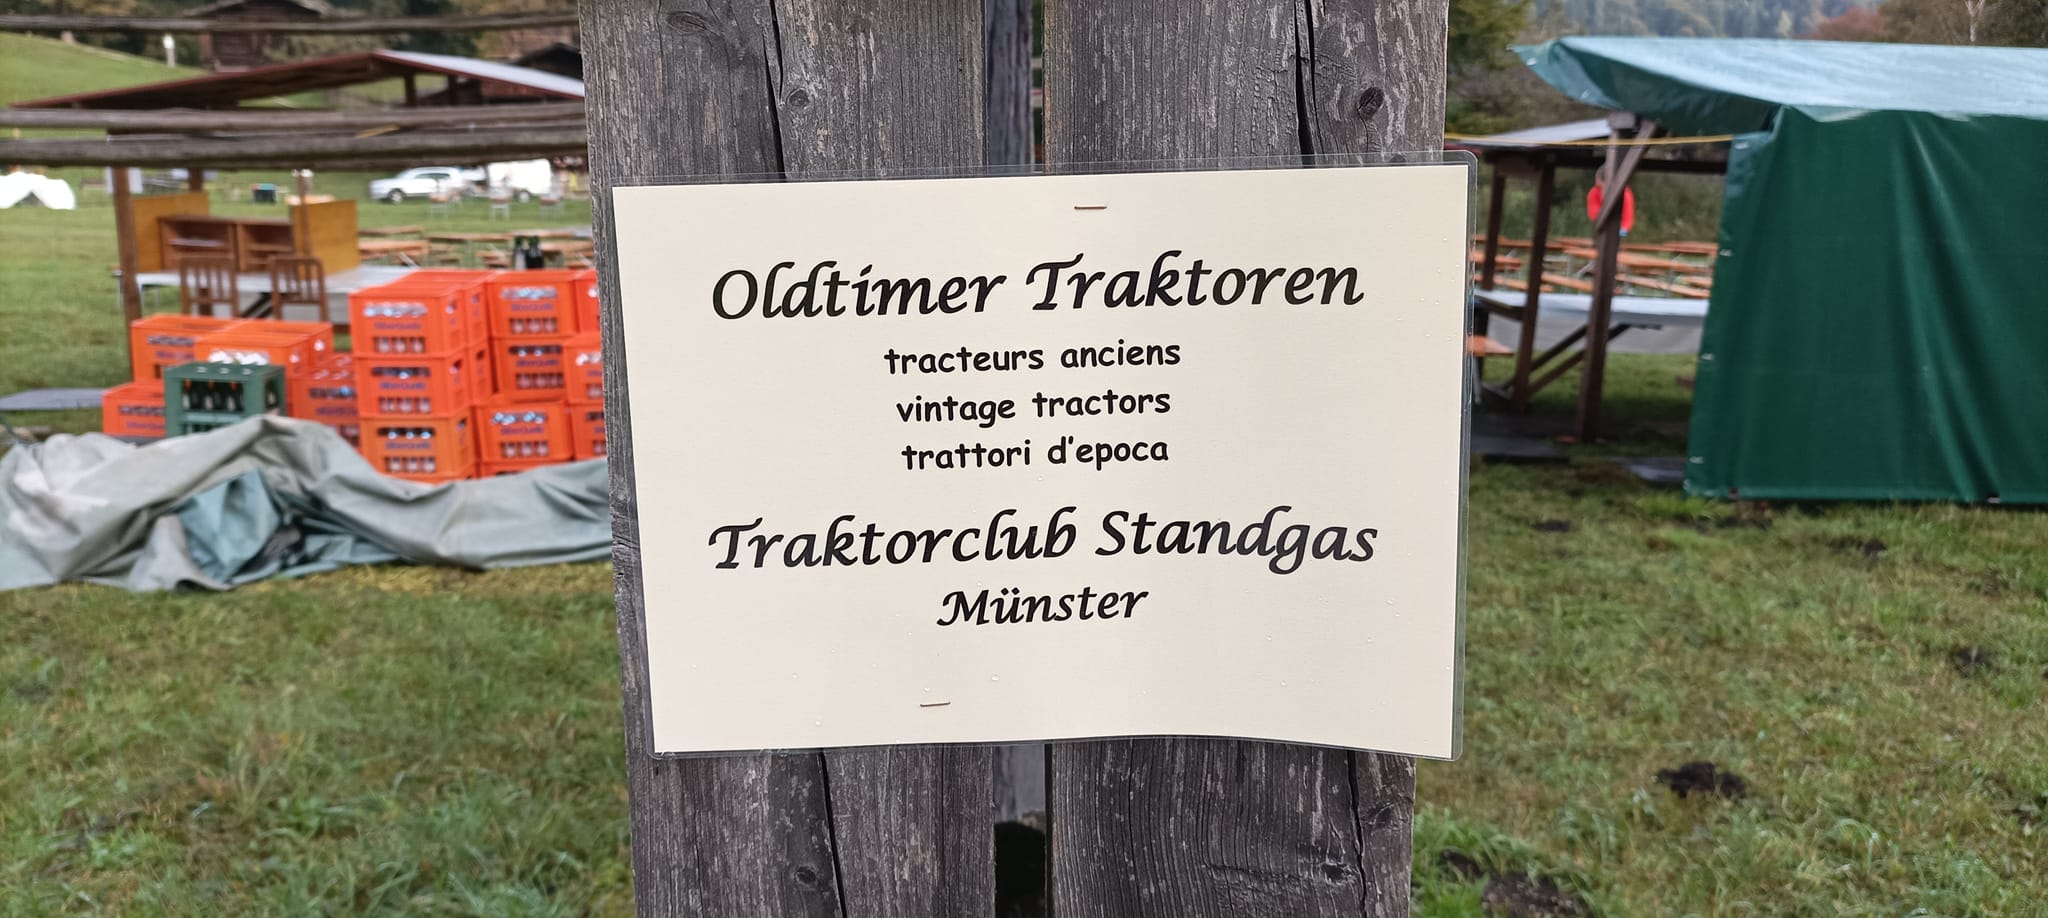 Oldtimer Traktoren
tracteurs anciens
vintage tractors
trattori d'epoca
Traktorclub Standgas
Münster